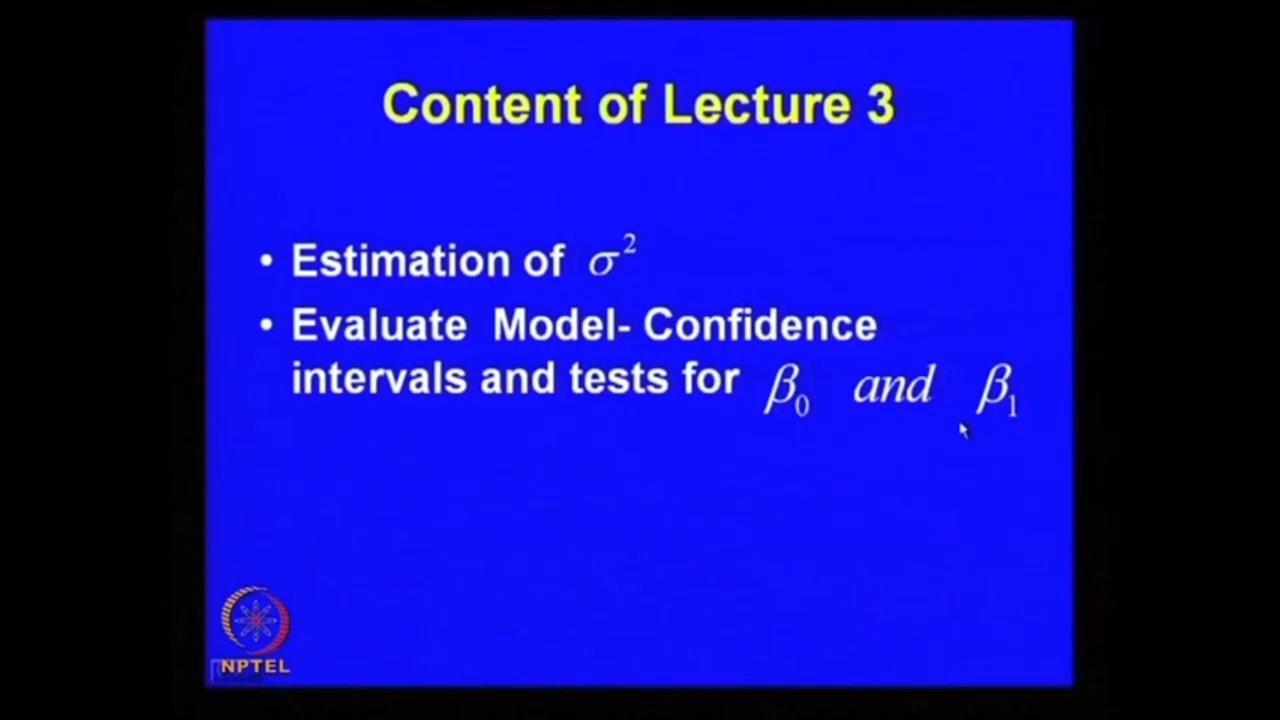 Content of Lecture 3
• Estimation of σ²
• Evaluate Model- Confidence
intervals and tests for β₀ and β₁
NPTEL